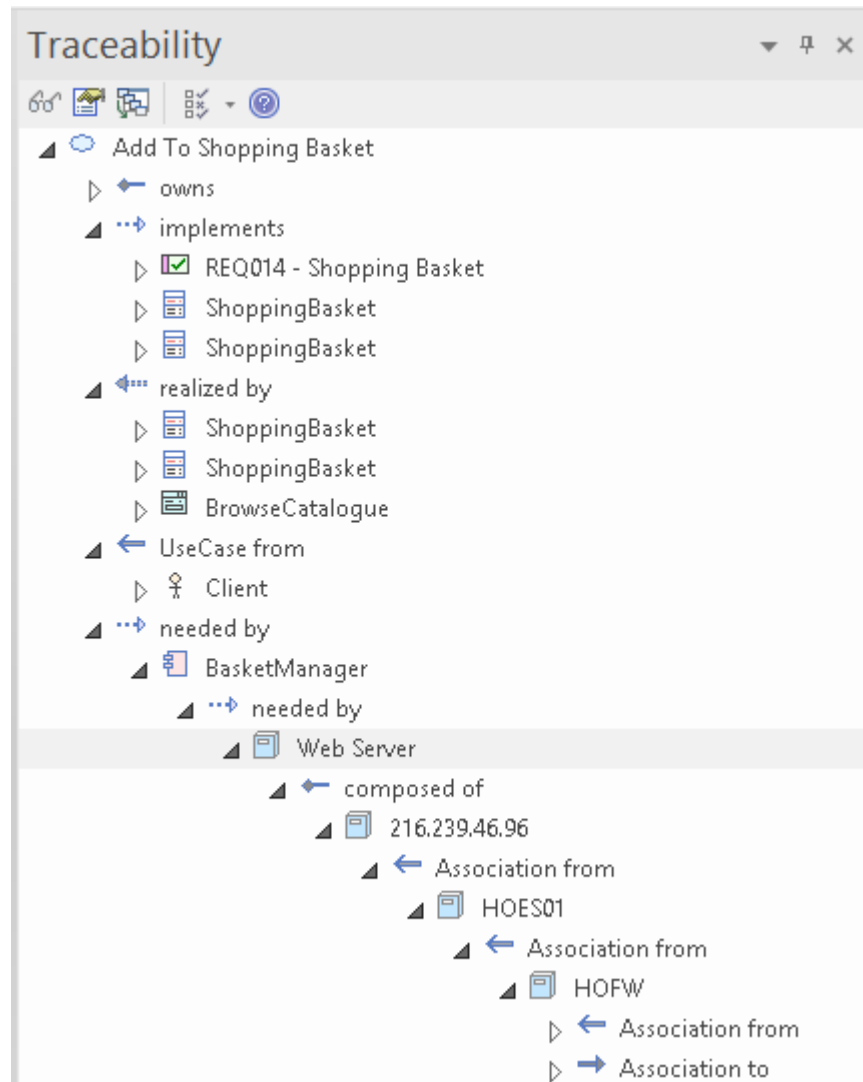 Traceability
Add To Shopping Basket
owns
implements
REQ014 - Shopping Basket
ShoppingBasket
ShoppingBasket
realized by
ShoppingBasket
ShoppingBasket
BrowseCatalogue
UseCase from
Client
needed by
BasketManager
needed by
Web Server
composed of
216.239.46.96
Association from
HOES01
Association from
HOFW
Association from
Association to